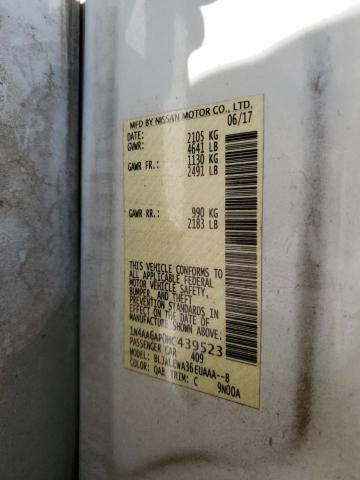 MFD BY NISSAN MOTOR CO., LTD.
DATE: 06/17
GVWR: 2105 KG
4641 LB
GAWR FR.: 1130 KG
2491 LB
GAWR RR.: 990 KG
2183 LB
THIS VEHICLE CONFORMS TO
ALL APPLICABLE FEDERAL
MOTOR VEHICLE SAFETY,
BUMPER, AND THEFT
PREVENTION STANDARDS IN
EFFECT ON THE DATE OF
MANUFACTURE SHOWN ABOVE.
1N4AA6AP0HC439523
PASSENGER CAR 409
MODEL: BLJALEWA36EUAAA--B
COLOR: QAB TRIM: C 9N00A